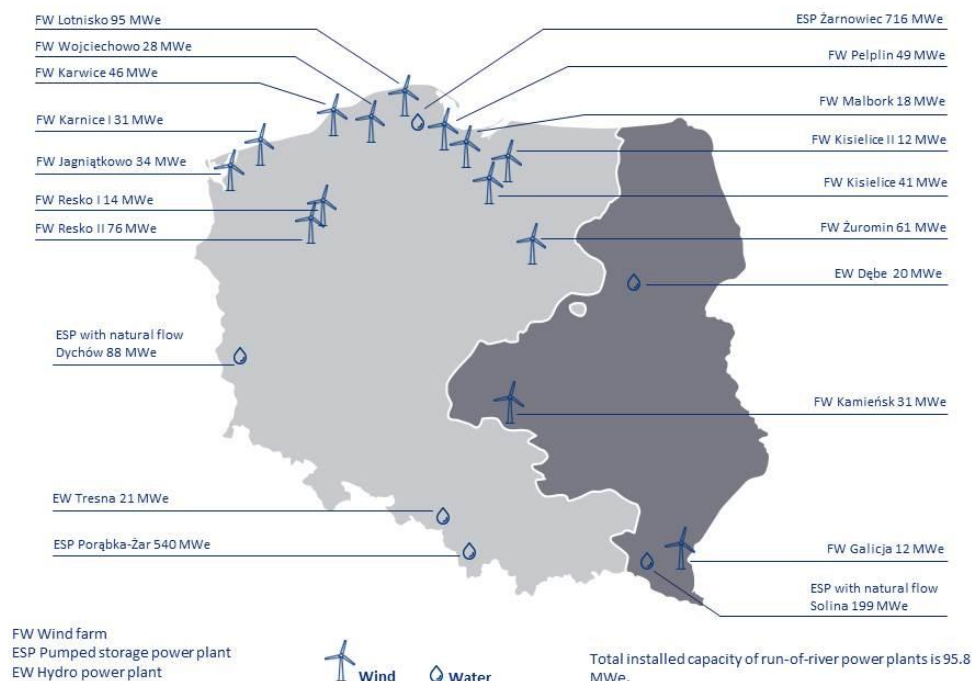 FW Lotnisko 95 MWe
FW Wojciechowo 28 MWe
FW Karwice 46 MWe
FW Karnice I 31 MWe
FW Jagniątkowo 34 MWe
FW Resko I 14 MWe
FW Resko II 76 MWe
ESP with natural flow
Dychów 88 MWe
EW Tresna 21 MWe
ESP Porąbka-Żar 540 MWe
ESP Żarnowiec 716 MWe
FW Pelplin 49 MWe
FW Malbork 18 MWe
FW Kisielice II 12 MWe
FW Kisielice 41 MWe
FW Żuromin 61 MWe
EW Dębe 20 MWe
FW Kamieńsk 31 MWe
FW Galicja 12 MWe
ESP with natural flow
Solina 199 MWe
FW Wind farm
ESP Pumped storage power plant
EW Hydro power plant
Wind
Water
Total installed capacity of run-of-river power plants is 95.8
MWe.